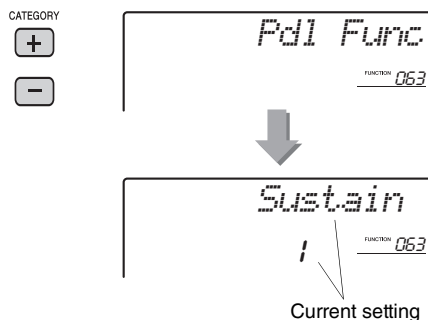 CATEGORY
+
−
Pdl Func
FUNCTION 063
Sustain
1 FUNCTION 063
Current setting